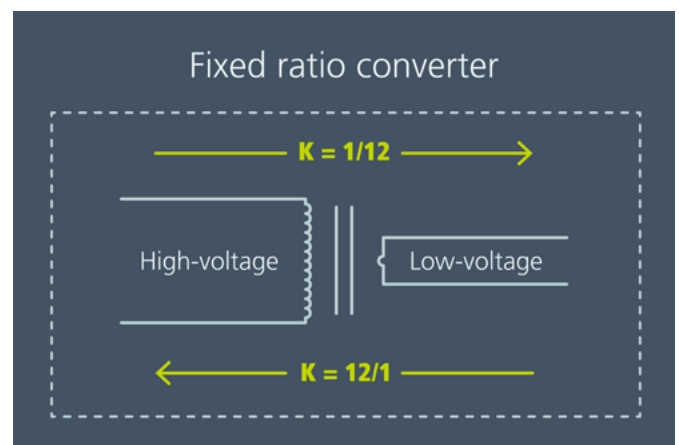 Fixed ratio converter
K = 1/12
High-voltage
Low-voltage
K = 12/1